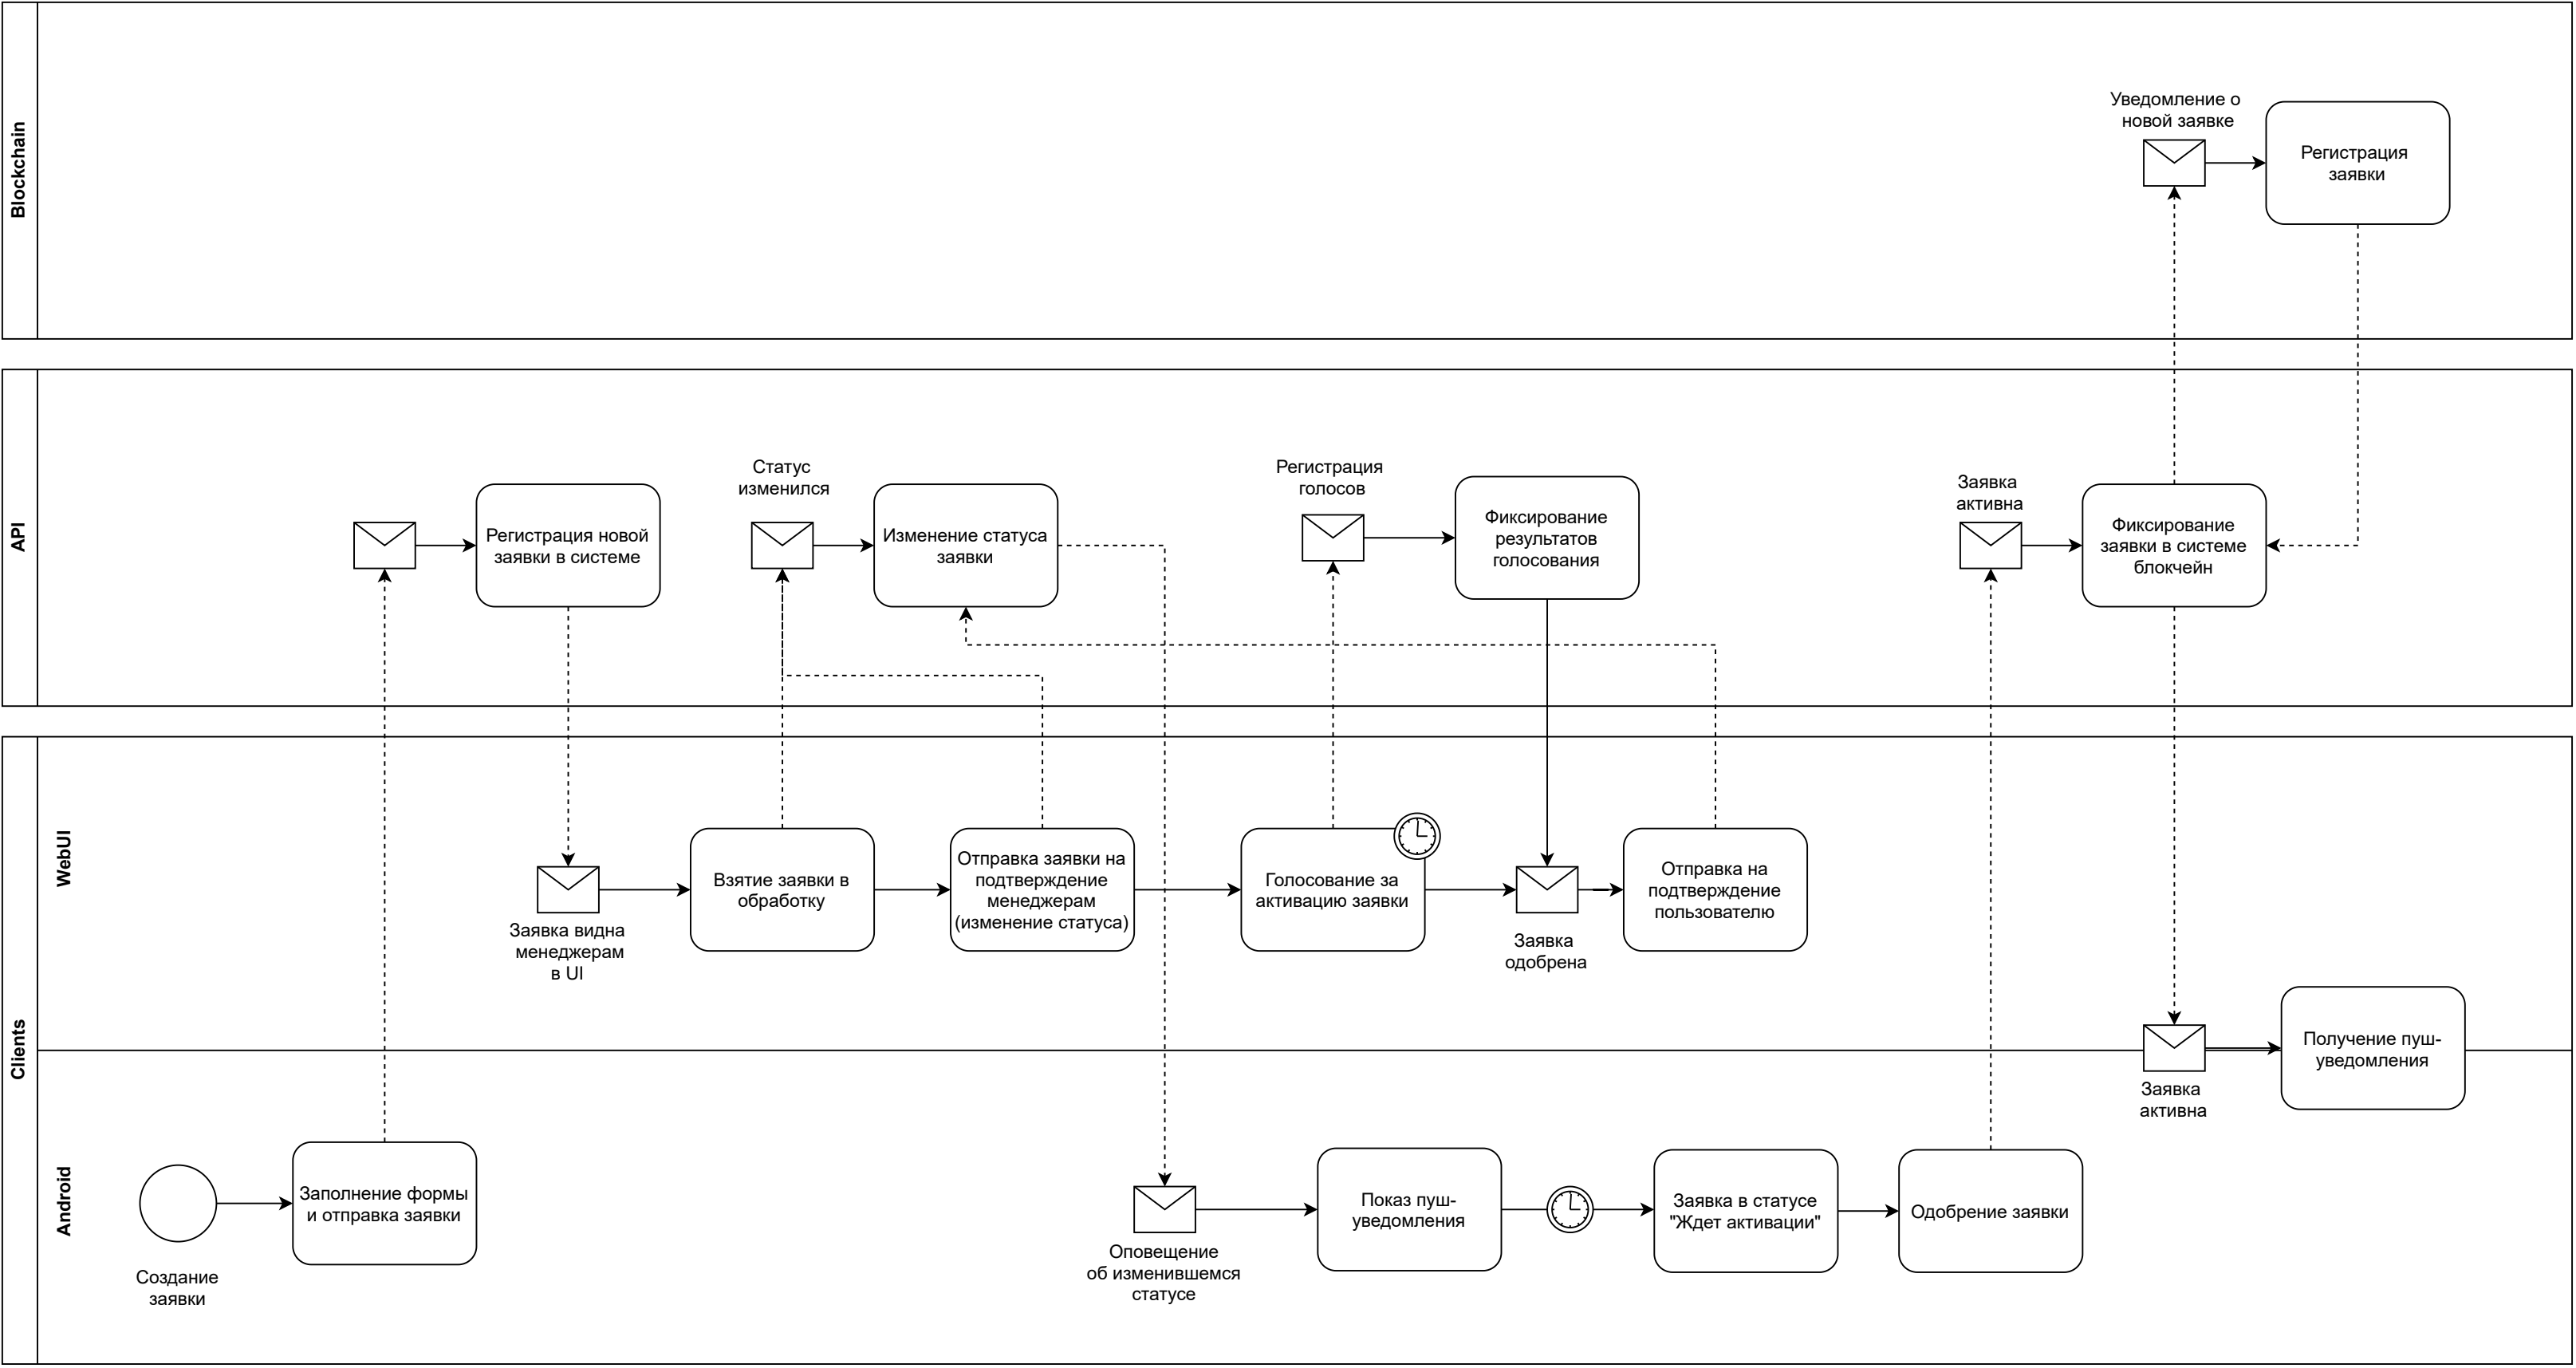 Blockchain
Уведомление о
новой заявке
Регистрация
заявки
API
Регистрация новой
заявки в системе
Статус
изменился
Изменение статуса
заявки
Регистрация
голосов
Фиксирование
результатов
голосования
Заявка
активна
Фиксирование
заявки в системе
блокчейн
Clients
WebUI
Заявка видна
менеджерам
в UI
Взятие заявки в
обработку
Отправка заявки на
подтверждение
менеджерам
(изменение статуса)
Голосование за
активацию заявки
Заявка
одобрена
Отправка на
подтверждение
пользователю
Заявка
активна
Получение пуш-
уведомления
Android
Создание
заявки
Заполнение формы
и отправка заявки
Оповещение
об изменившемся
статусе
Показ пуш-
уведомления
Заявка в статусе
"Ждет активации"
Одобрение заявки